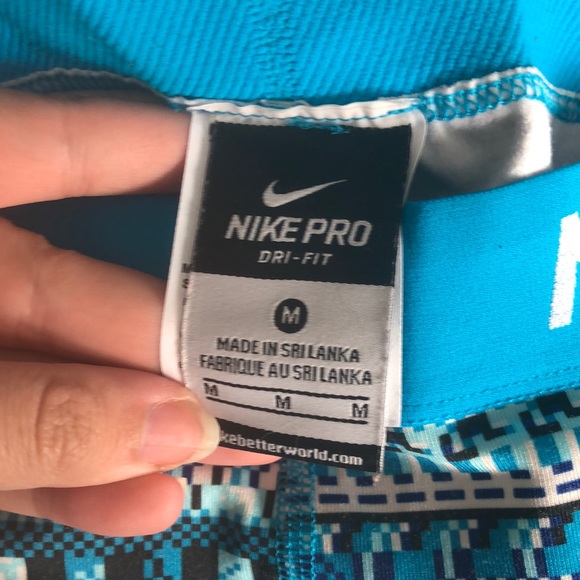 NIKE PRO
DRI-FIT
M
MADE IN SRI LANKA
FABRIQUE AU SRI LANKA
M M M
kebetterworld.com